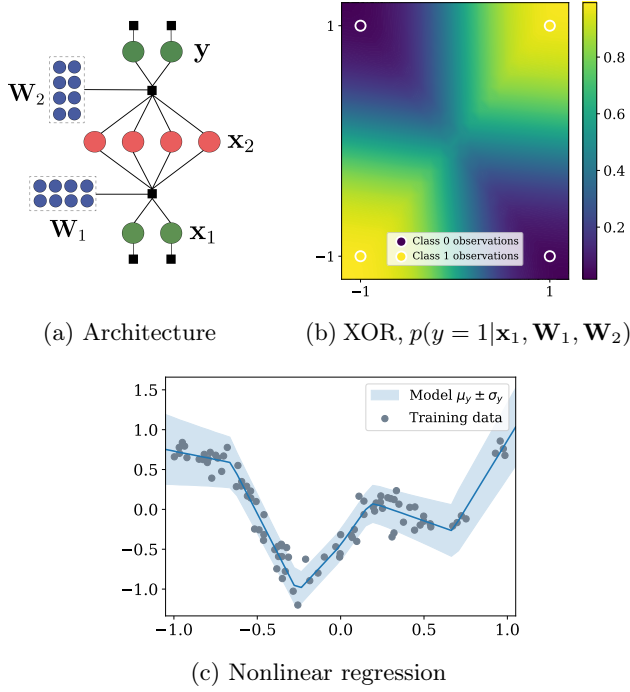 y
W₂
x₂
W₁
x₁
(a) Architecture
1
−1
−1
1
Class 0 observations
Class 1 observations
0.8
0.6
0.4
0.2
(b) XOR, p(y = 1|x₁, W₁, W₂)
1.5
1.0
0.5
0.0
−0.5
−1.0
−1.0
−0.5
0.0
0.5
1.0
Model μ_y ± σ_y
Training data
(c) Nonlinear regression